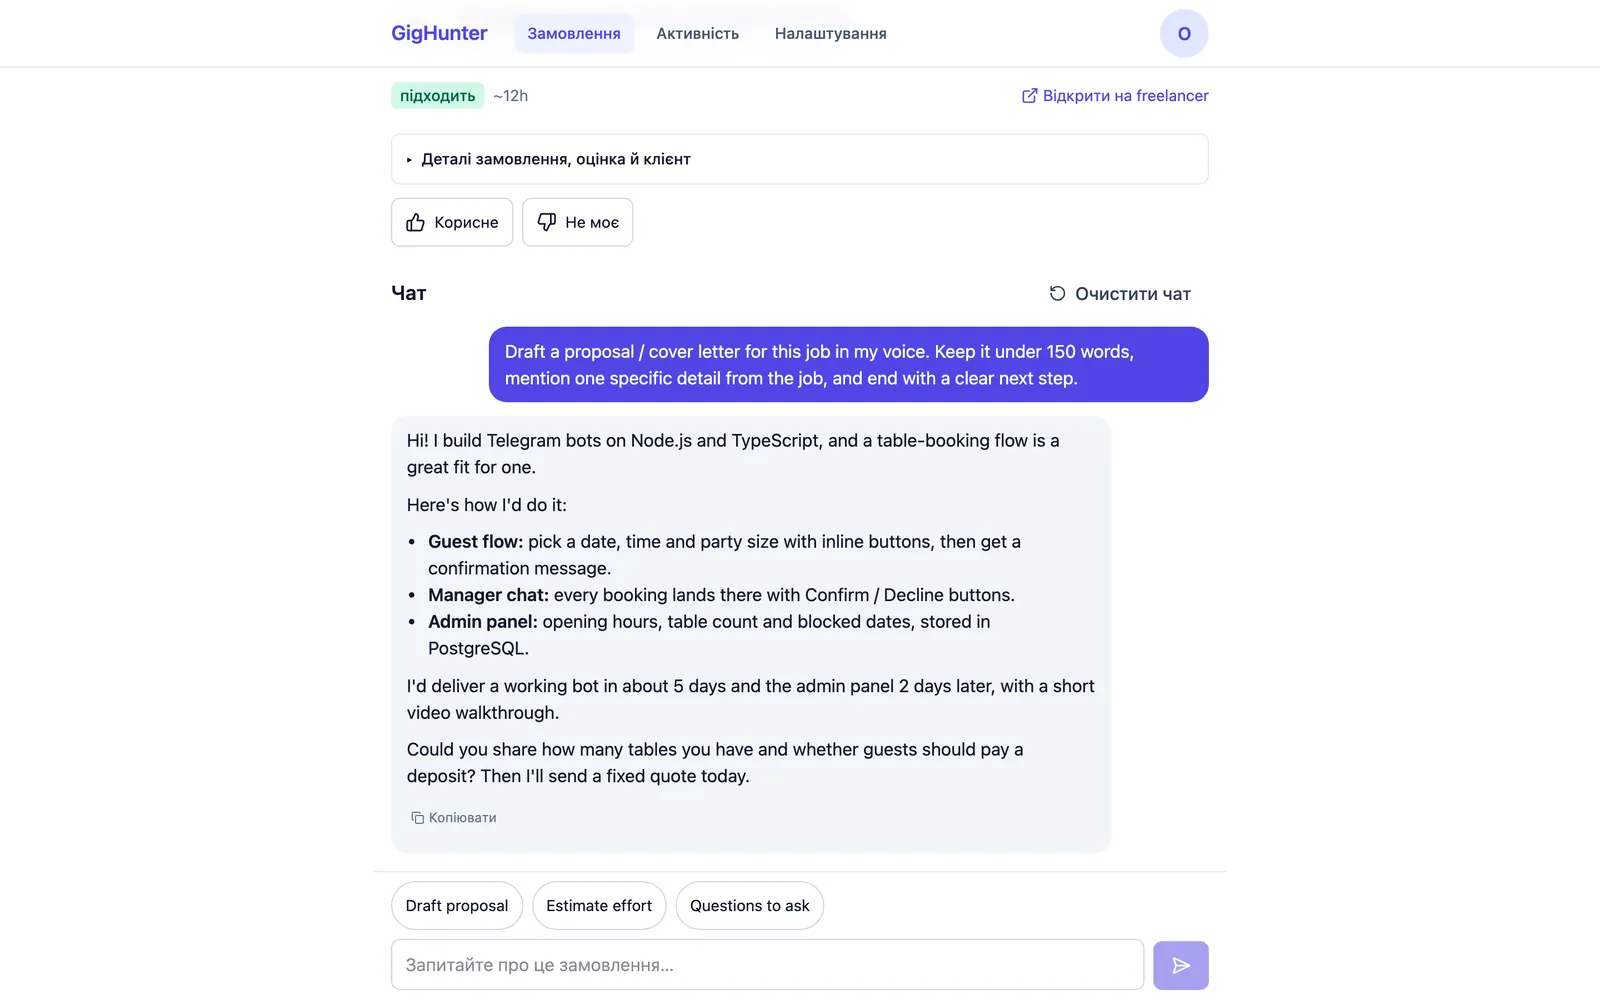 GigHunter
Замовлення
Активність
Налаштування
O
підходить
~12h
Відкрити на freelancer
Деталі замовлення, оцінка й клієнт
Корисне
Не моє
Чат
Очистити чат
Draft a proposal / cover letter for this job in my voice. Keep it under 150 words,
mention one specific detail from the job, and end with a clear next step.
Hi! I build Telegram bots on Node.js and TypeScript, and a table-booking flow is a
great fit for one.
Here's how I'd do it:
• Guest flow: pick a date, time and party size with inline buttons, then get a
confirmation message.
• Manager chat: every booking lands there with Confirm / Decline buttons.
• Admin panel: opening hours, table count and blocked dates, stored in
PostgreSQL.
I'd deliver a working bot in about 5 days and the admin panel 2 days later, with a short
video walkthrough.
Could you share how many tables you have and whether guests should pay a
deposit? Then I'll send a fixed quote today.
Копіювати
Draft proposal
Estimate effort
Questions to ask
Запитайте про це замовлення...